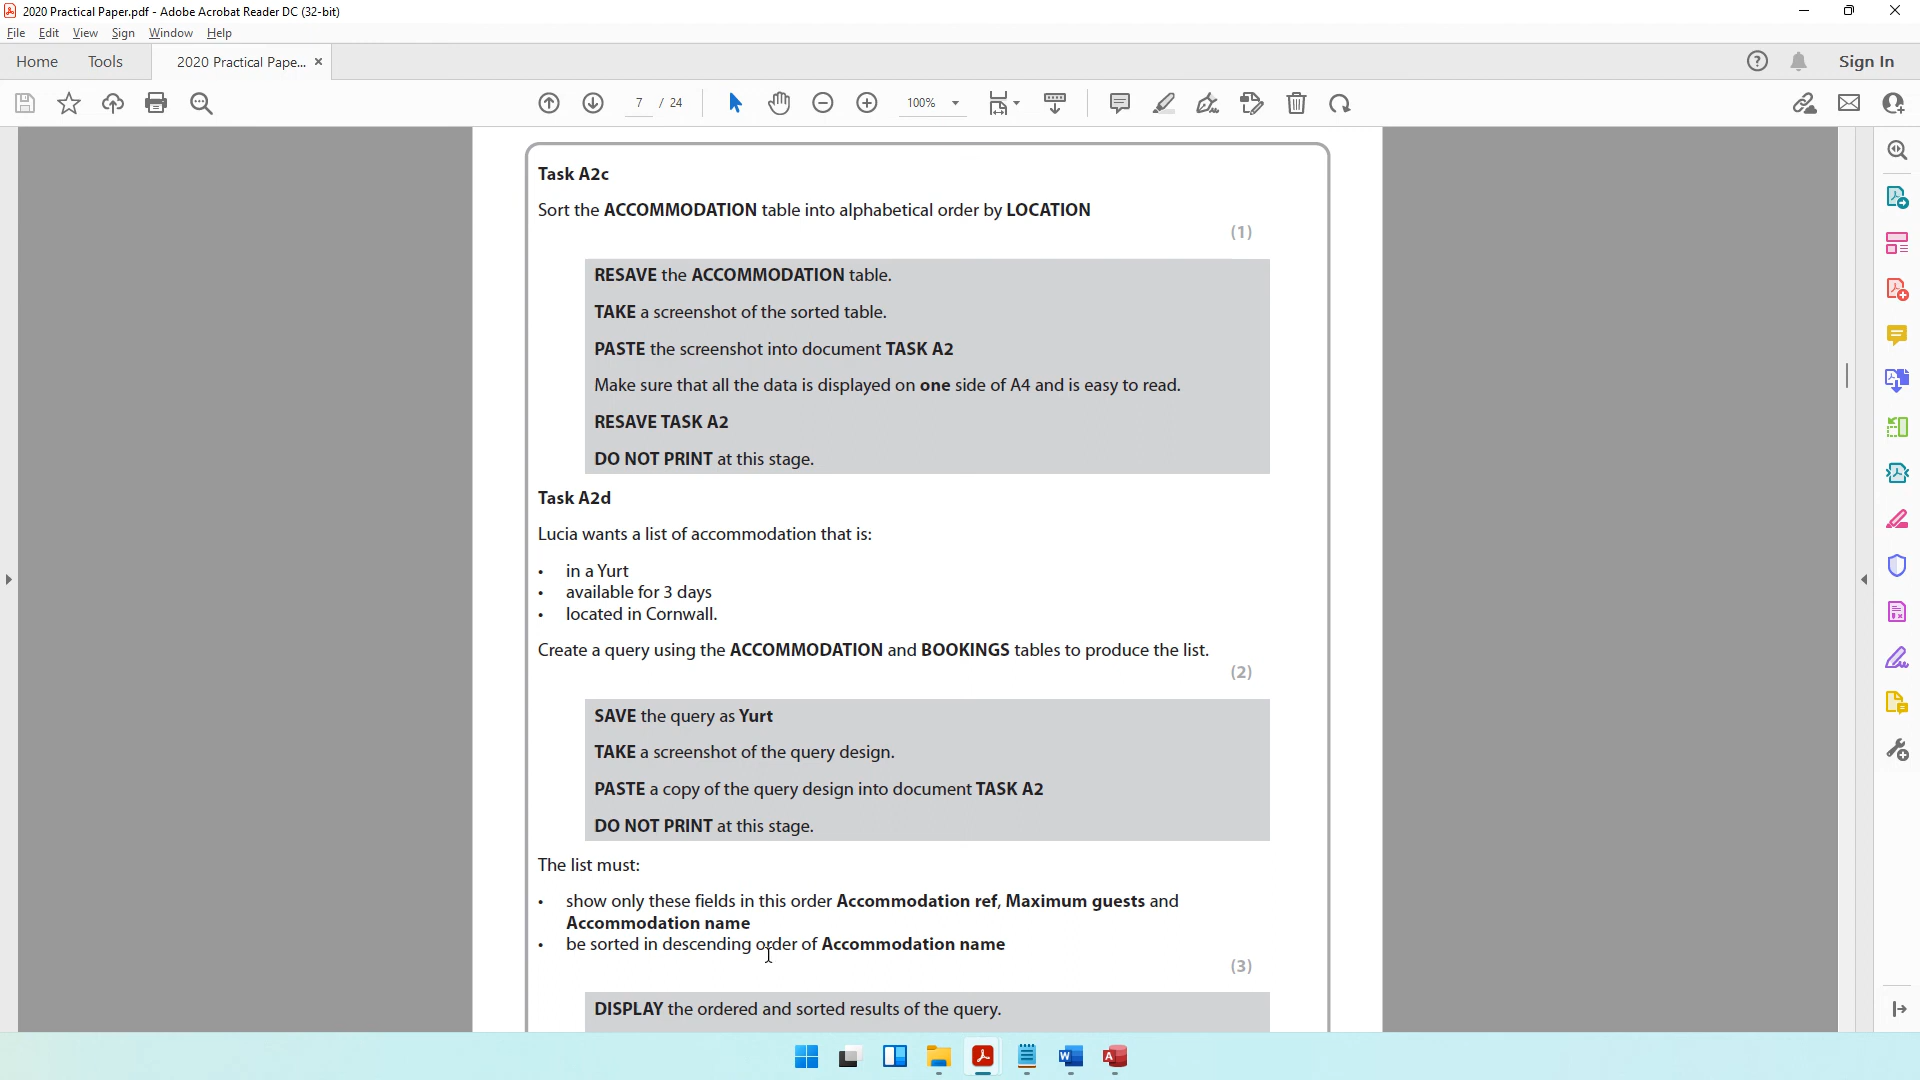 2020 Practical Paper.pdf - Adobe Acrobat Reader DC (32-bit)
File Edit View Sign Window Help
Home Tools 2020 Practical Pape... × Sign In
7 / 24 100%
Task A2c
Sort the ACCOMMODATION table into alphabetical order by LOCATION
(1)
RESAVE the ACCOMMODATION table.
TAKE a screenshot of the sorted table.
PASTE the screenshot into document TASK A2
Make sure that all the data is displayed on one side of A4 and is easy to read.
RESAVE TASK A2
DO NOT PRINT at this stage.
Task A2d
Lucia wants a list of accommodation that is:
• in a Yurt
• available for 3 days
• located in Cornwall.
Create a query using the ACCOMMODATION and BOOKINGS tables to produce the list.
(2)
SAVE the query as Yurt
TAKE a screenshot of the query design.
PASTE a copy of the query design into document TASK A2
DO NOT PRINT at this stage.
The list must:
• show only these fields in this order Accommodation ref, Maximum guests and
Accommodation name
• be sorted in descending order of Accommodation name
(3)
DISPLAY the ordered and sorted results of the query.